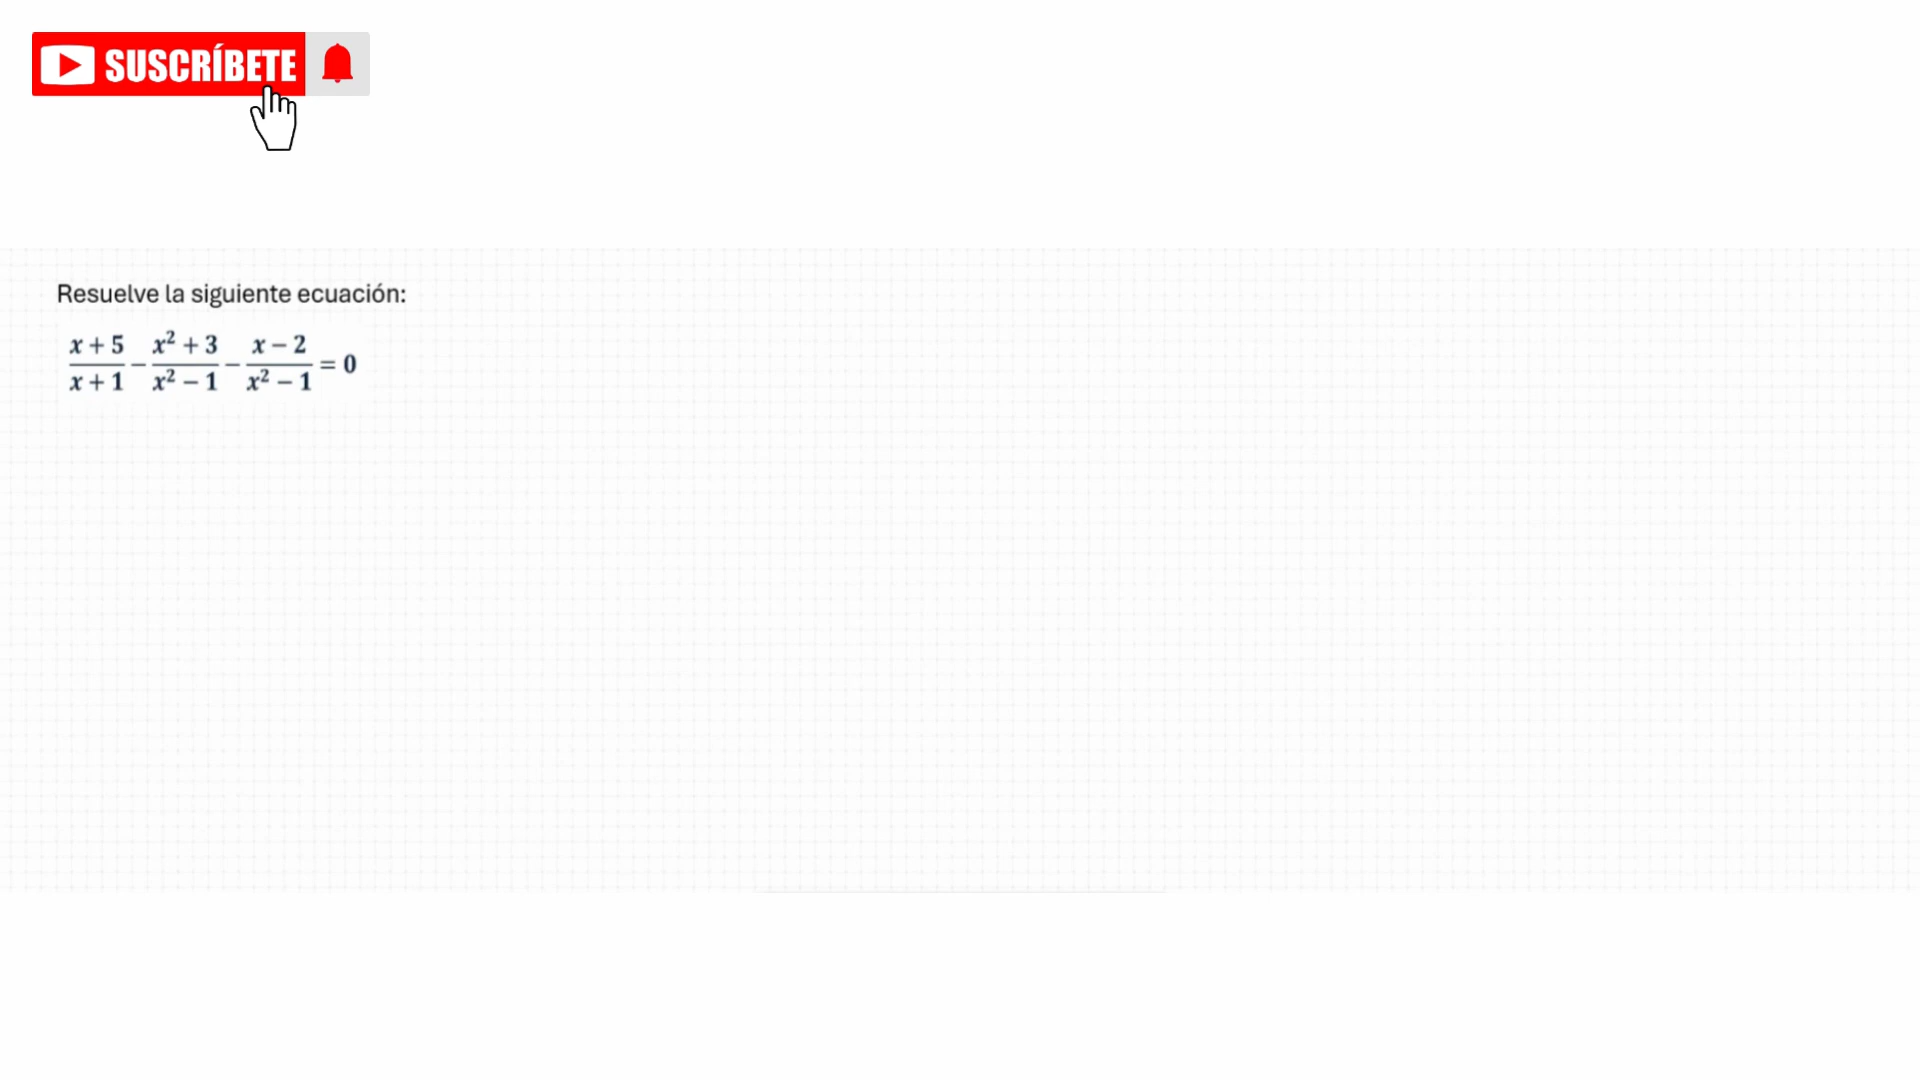 SUSCRÍBETE
Resuelve la siguiente ecuación:
x + 5 / x + 1 − x² + 3 / x² − 1 − x − 2 / x² − 1 = 0